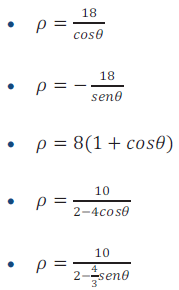 • ρ = 18/cosθ
• ρ = − 18/senθ
• ρ = 8(1 + cosθ)
• ρ = 10/(2−4cosθ)
• ρ = 10/(2−(4/3)senθ)